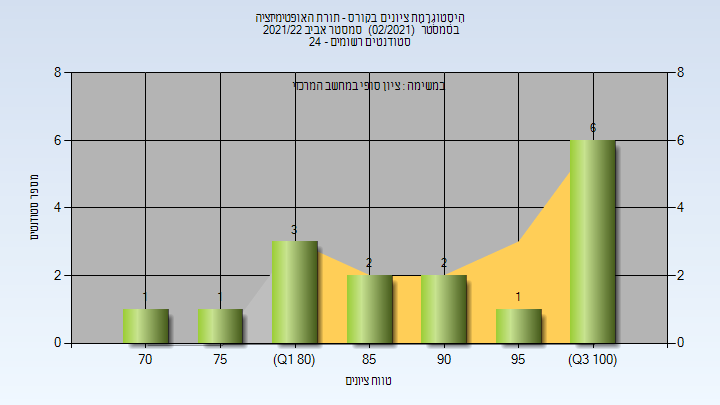 היסטוגרמת ציונים בקורס - תורת האופטימיזציה
בסמסטר (02/2021) סמסטר אביב 2021/22
סטודנטים רשומים - 24
במשימה : ציון סופי במחשב המרכזי
8 8
6 6
4 4
2 2
0 0
מספר סטודנטים
1 1 3 2 2 1 6
70 75 (Q1 80) 85 90 95 (Q3 100)
טווח ציונים